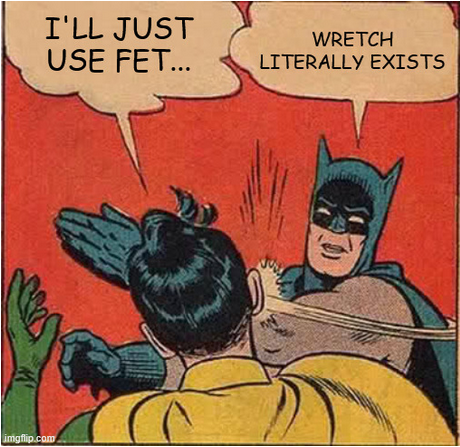 I'LL JUST
USE FET...
WRETCH
LITERALLY EXISTS
imgflip.com